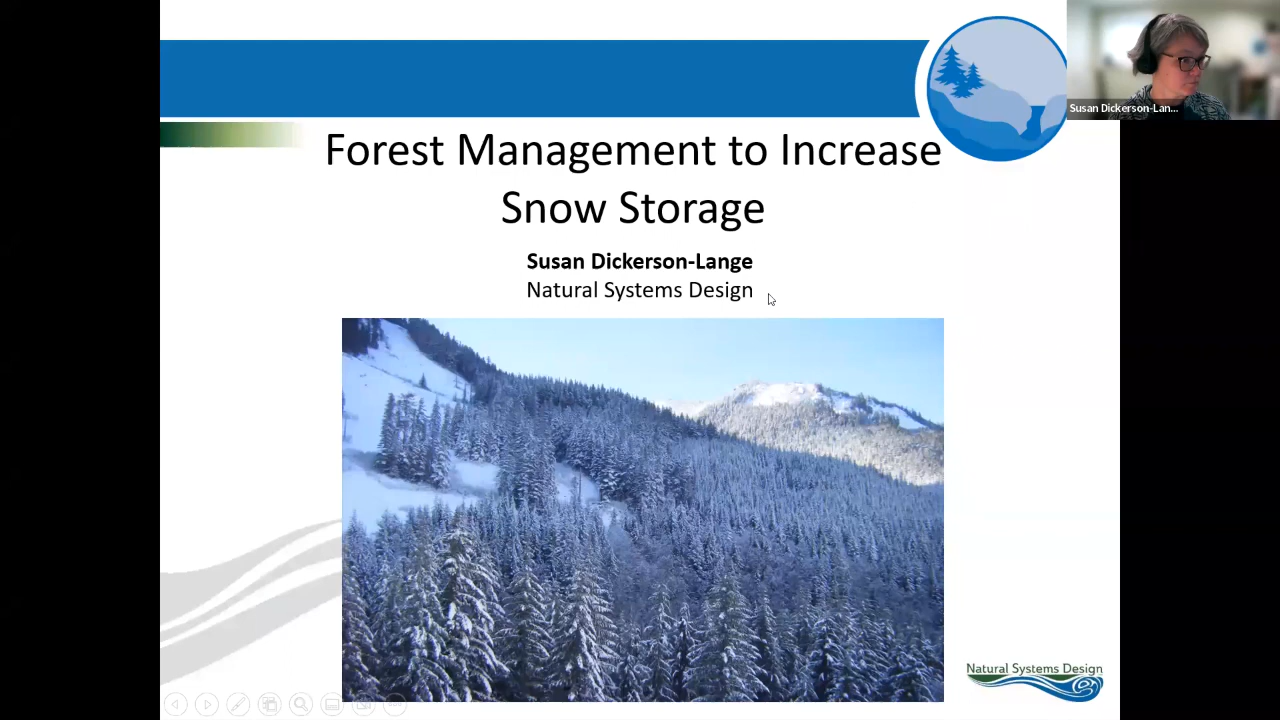 Forest Management to Increase
Snow Storage
Susan Dickerson-Lange
Natural Systems Design
Susan Dickerson-Lan...
Natural Systems Design